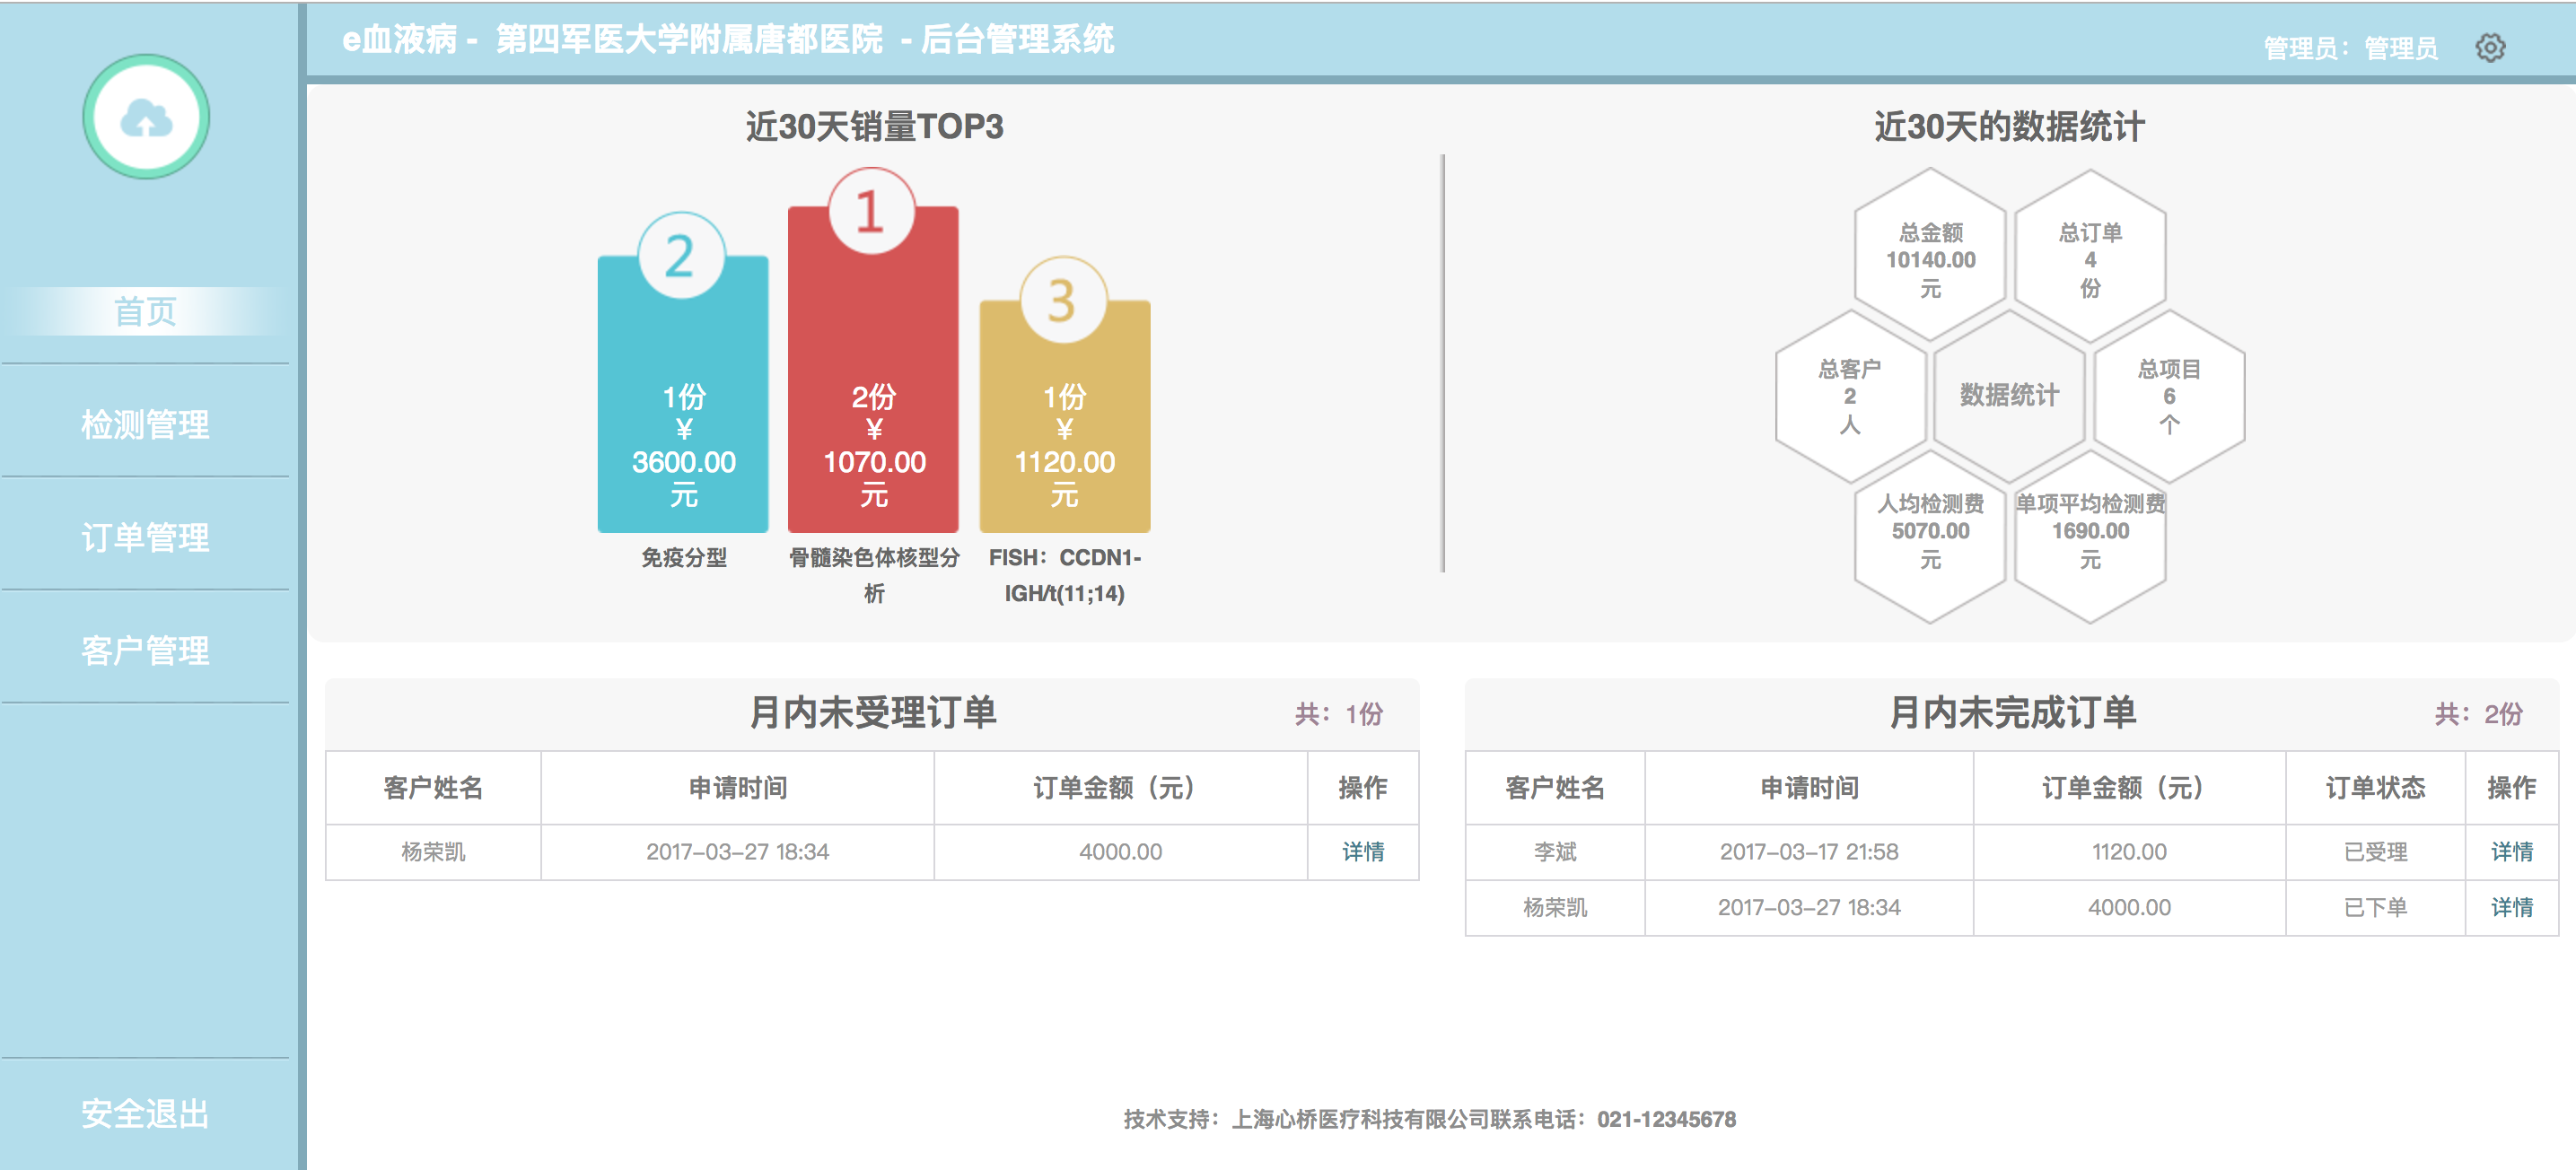 e血液病 - 第四军医大学附属唐都医院 - 后台管理系统
管理员：管理员
首页
检测管理
订单管理
客户管理
安全退出
近30天销量TOP3
2
1份
¥
3600.00
元
免疫分型
1
2份
¥
1070.00
元
骨髓染色体核型分
析
3
1份
¥
1120.00
元
FISH：CCDN1-
IGH/t(11;14)
近30天的数据统计
总金额
10140.00
元
总订单
4
份
总客户
2
人
数据统计
总项目
6
个
人均检测费
5070.00
元
单项平均检测费
1690.00
元
月内未受理订单 共：1份
客户姓名 申请时间 订单金额（元） 操作
杨荣凯 2017-03-27 18:34 4000.00 详情
月内未完成订单 共：2份
客户姓名 申请时间 订单金额（元） 订单状态 操作
李斌 2017-03-17 21:58 1120.00 已受理 详情
杨荣凯 2017-03-27 18:34 4000.00 已下单 详情
技术支持：上海心桥医疗科技有限公司联系电话：021-12345678